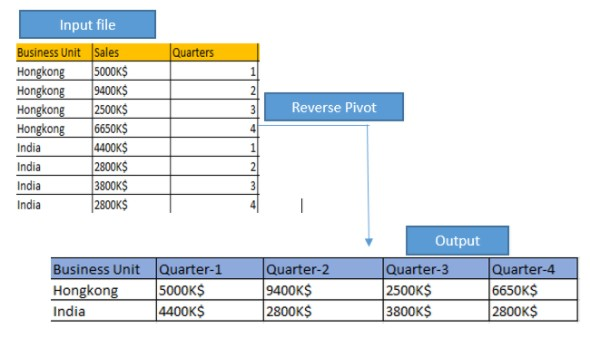 Input file
Business Unit Sales Quarters
Hongkong 5000K$ 1
Hongkong 9400K$ 2
Hongkong 2500K$ 3
Hongkong 6650K$ 4
India 4400K$ 1
India 2800K$ 2
India 3800K$ 3
India 2800K$ 4
Reverse Pivot
Output
Business Unit Quarter-1 Quarter-2 Quarter-3 Quarter-4
Hongkong 5000K$ 9400K$ 2500K$ 6650K$
India 4400K$ 2800K$ 3800K$ 2800K$